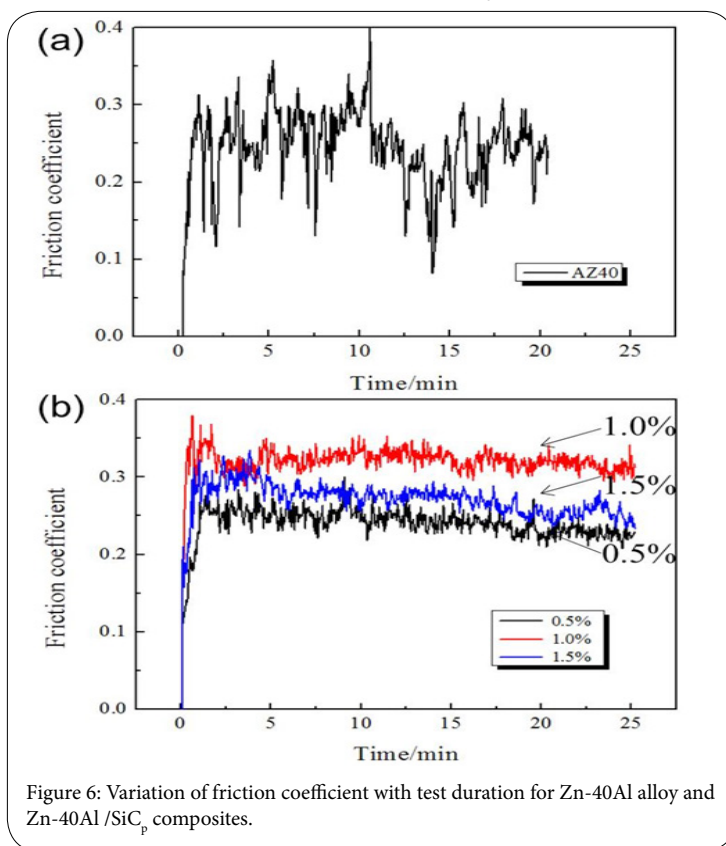 (a)
0.4
0.3
0.2
0.1
0.0
Friction coefficient
AZ40
0 5 10 15 20 25
Time/min
(b)
0.4
0.3
0.2
0.1
0.0
Friction coefficient
1.0%
1.5%
0.5%
0.5%
1.0%
1.5%
0 5 10 15 20 25
Time/min
Figure 6: Variation of friction coefficient with test duration for Zn-40Al alloy and
Zn-40Al /SiCp composites.